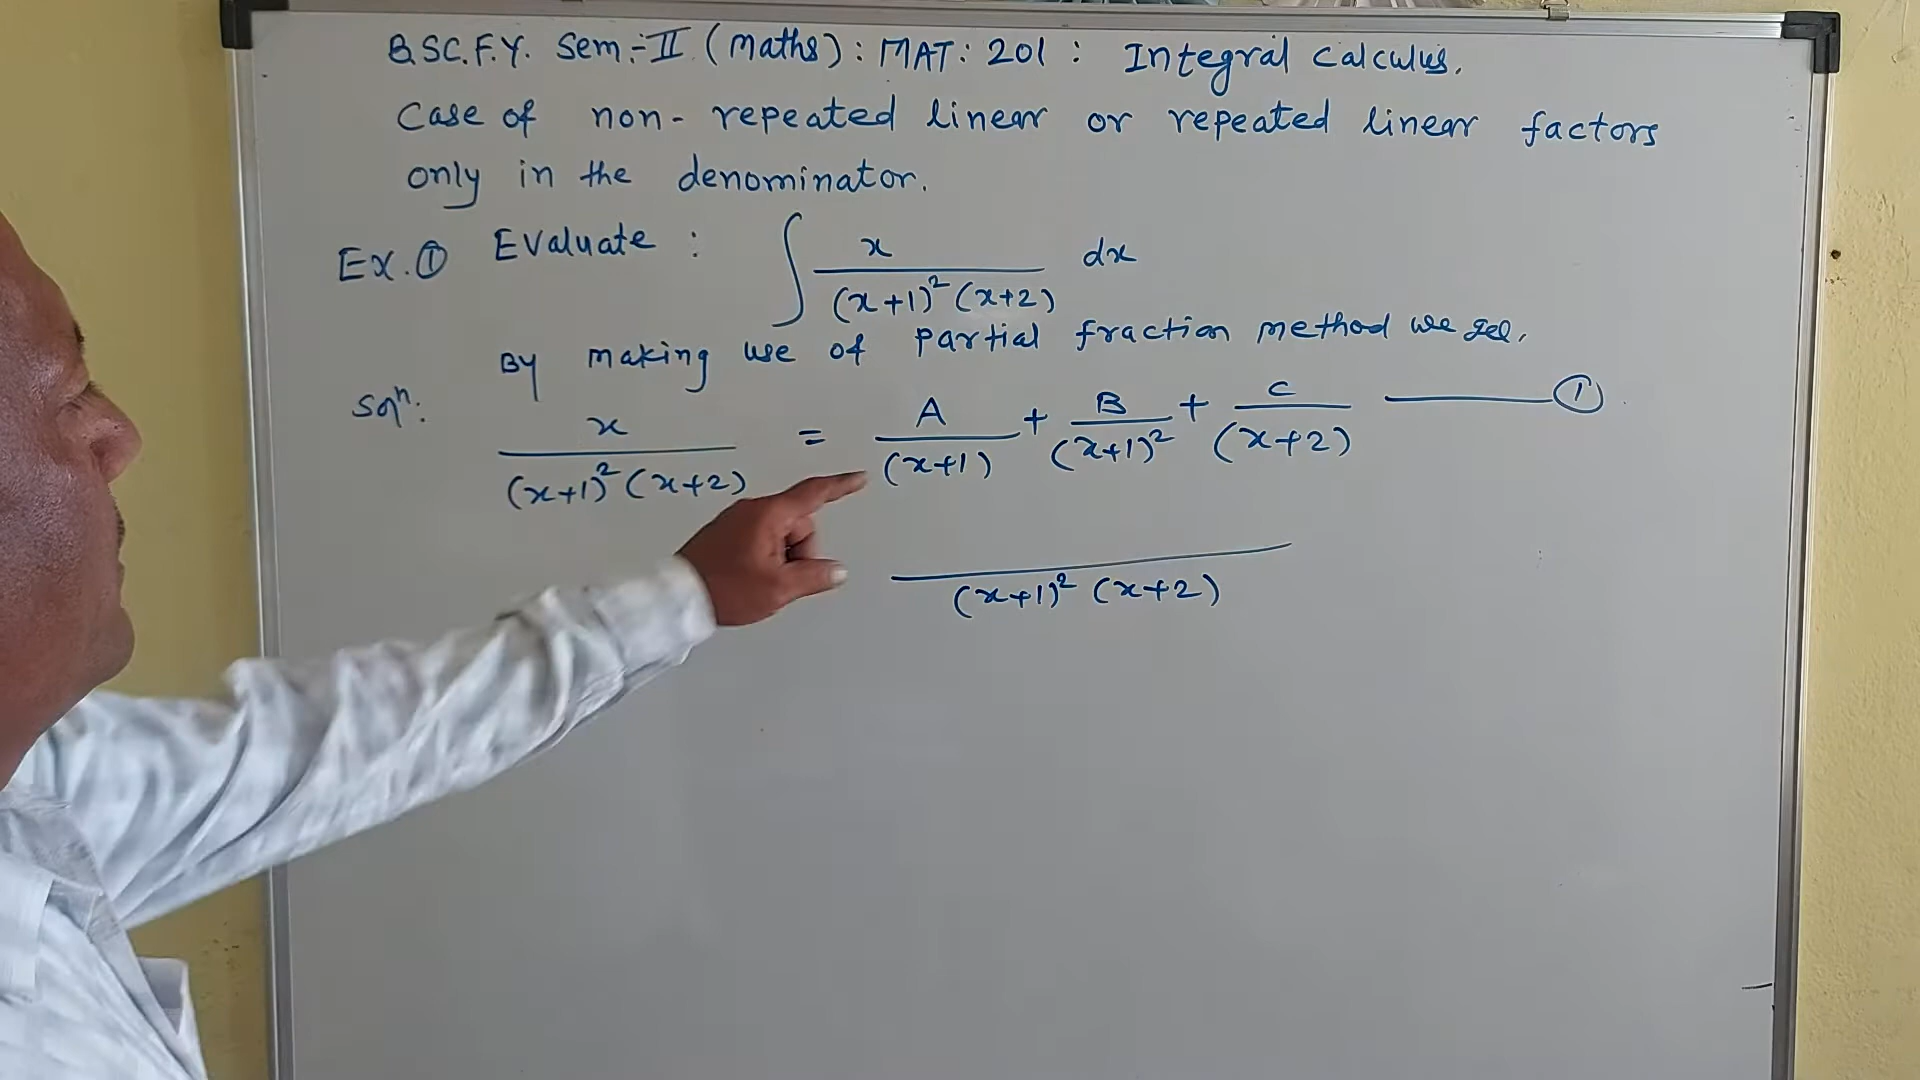 B.SC.F.Y. Sem:-II (Maths): MAT: 201 : Integral Calculus.
Case of non-repeated linear or repeated linear factors
only in the denominator.
Ex.① Evaluate : ∫ x / (x+1)² (x+2) dx
By making use of partial fraction method we get,
Solⁿ: x / (x+1)² (x+2) = A / (x+1) + B / (x+1)² + C / (x+2) ——— ①
(x+1)² (x+2)